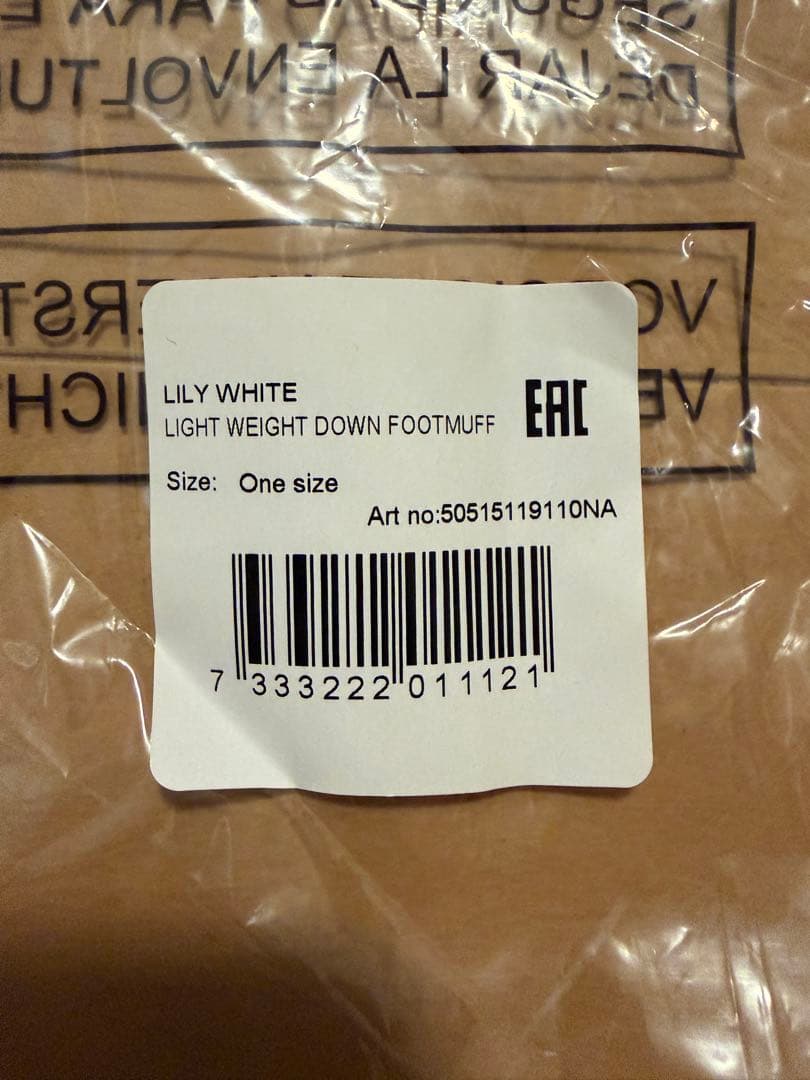 DEJAR LA ENVOLTU
LILY WHITE
LIGHT WEIGHT DOWN FOOTMUFF
EAC
Size: One size
Art no:50515119110NA
7 333222 011121